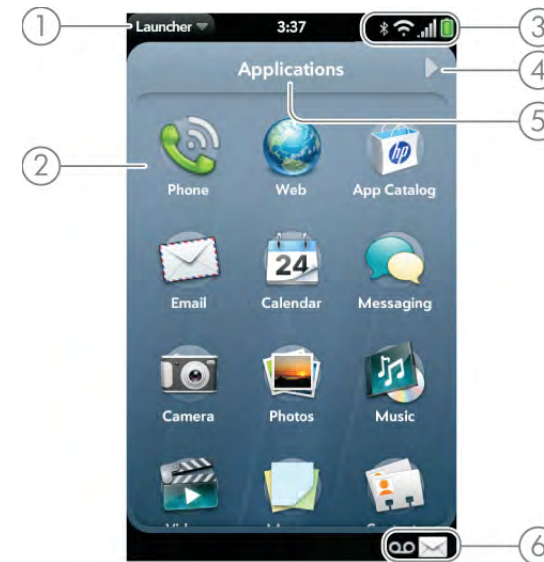 1
Launcher
3:37
3
Applications
4
5
2
Phone
Web
hp
App Catalog
24
Email
Calendar
Messaging
Camera
Photos
Music
6